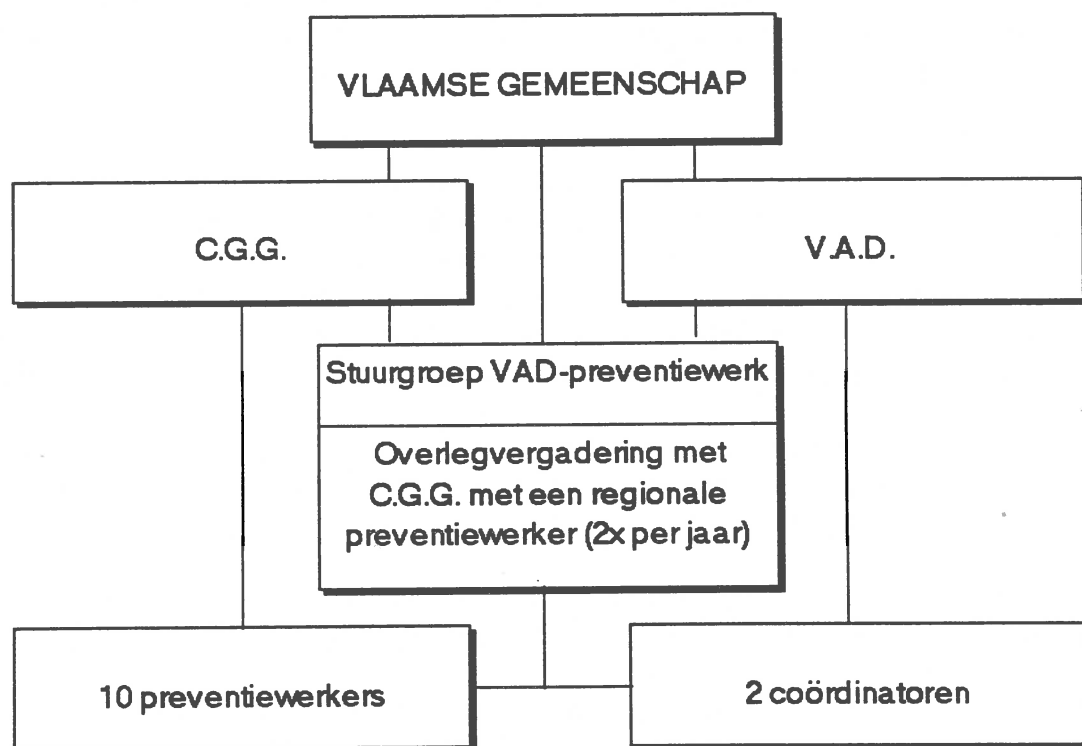 VLAAMSE GEMEENSCHAP
C.G.G.
V.A.D.
Stuurgroep VAD-preventiewerk
Overlegvergadering met
C.G.G. met een regionale
preventiewerker (2x per jaar)
10 preventiewerkers
2 coördinatoren